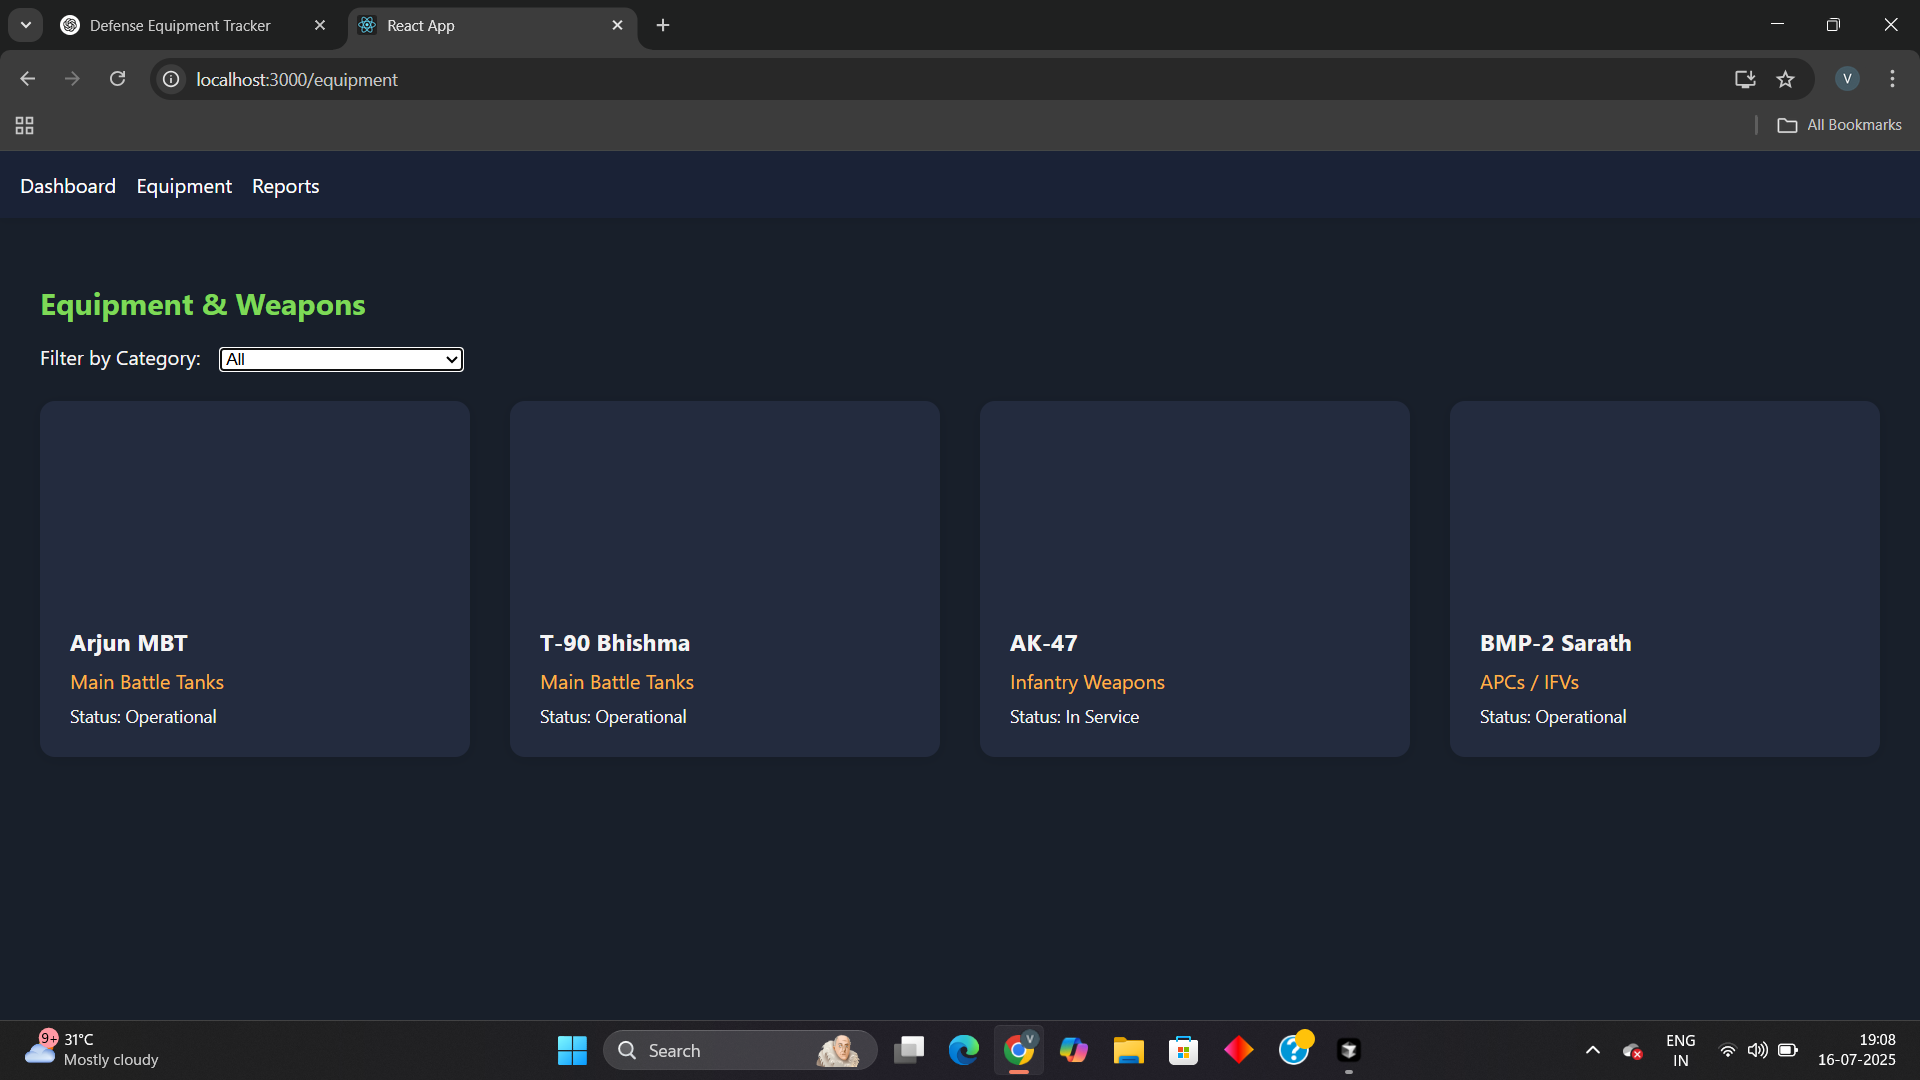 Defense Equipment Tracker
React App
localhost:3000/equipment
V
All Bookmarks
Dashboard Equipment Reports
Equipment & Weapons
Filter by Category: All
Arjun MBT
Main Battle Tanks
Status: Operational
T-90 Bhishma
Main Battle Tanks
Status: Operational
AK-47
Infantry Weapons
Status: In Service
BMP-2 Sarath
APCs / IFVs
Status: Operational
9+
31°C
Mostly cloudy
Search
V
ENG
IN
19:08
16-07-2025